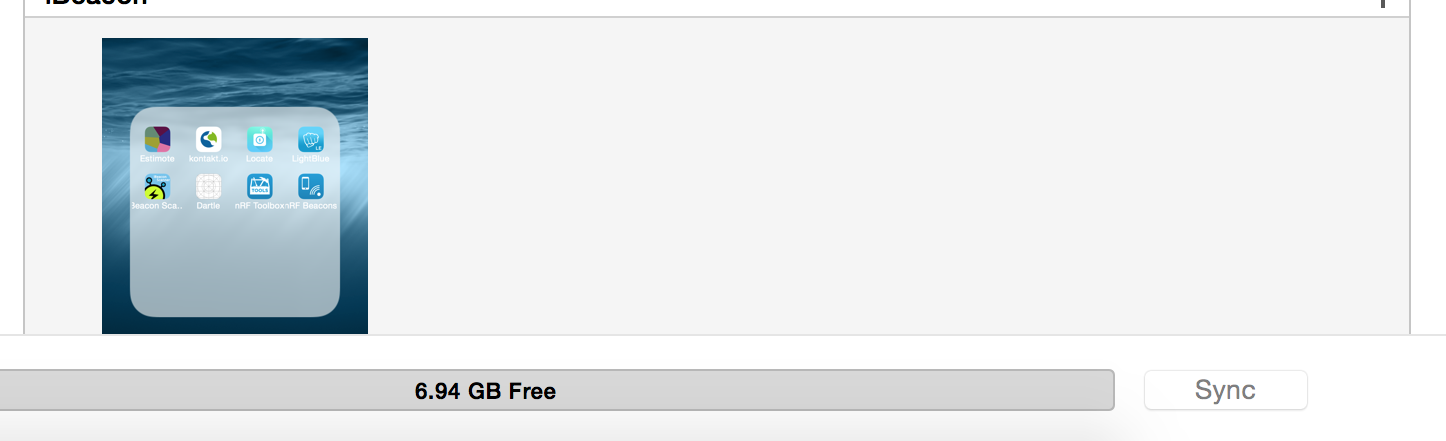 iBeacon
Estimote kontakt.io Locate LightBlue
Beacon Sca.. Dartle nRF Toolbox nRF Beacons
6.94 GB Free Sync